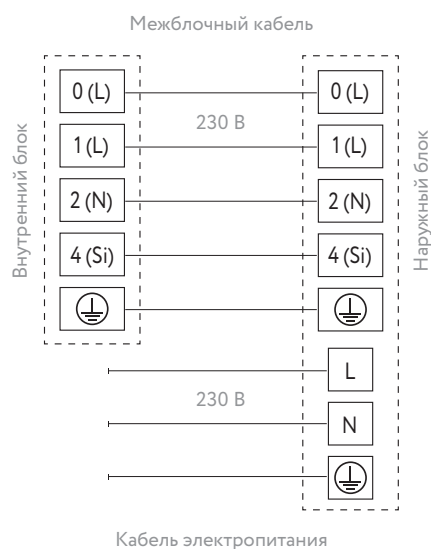 Межблочный кабель
0 (L) 0 (L)
230 В
1 (L) 1 (L)
2 (N) 2 (N)
4 (Si) 4 (Si)
Внутренний блок
Наружный блок
L
230 В
N
Кабель электропитания